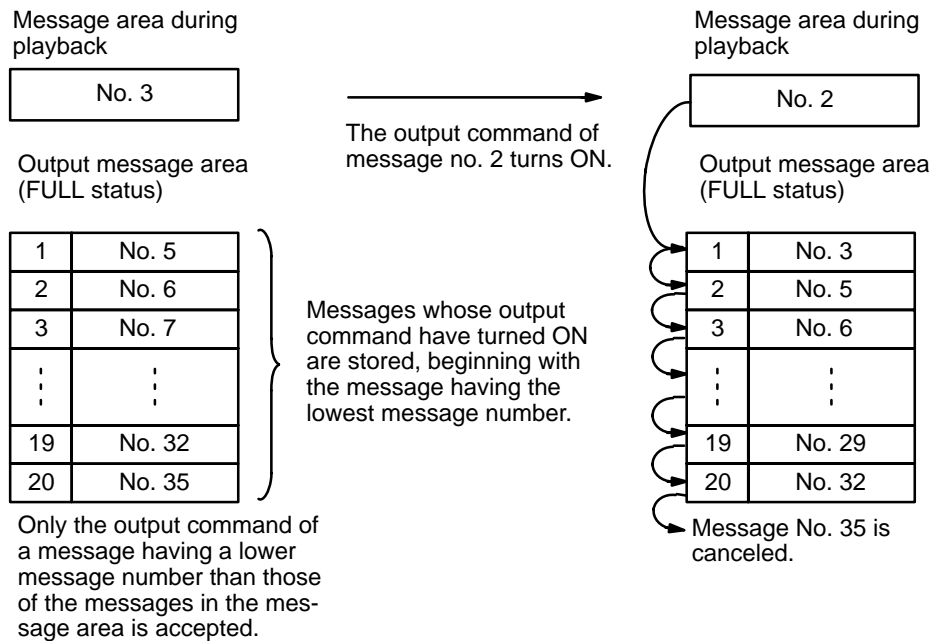 Message area during
playback
No. 3
Output message area
(FULL status)
1 No. 5
2 No. 6
3 No. 7
19 No. 32
20 No. 35
Only the output command of
a message having a lower
message number than those
of the messages in the mes-
sage area is accepted.
The output command of
message no. 2 turns ON.
Messages whose output
command have turned ON
are stored, beginning with
the message having the
lowest message number.
Message area during
playback
No. 2
Output message area
(FULL status)
1 No. 3
2 No. 5
3 No. 6
19 No. 29
20 No. 32
Message No. 35 is
canceled.